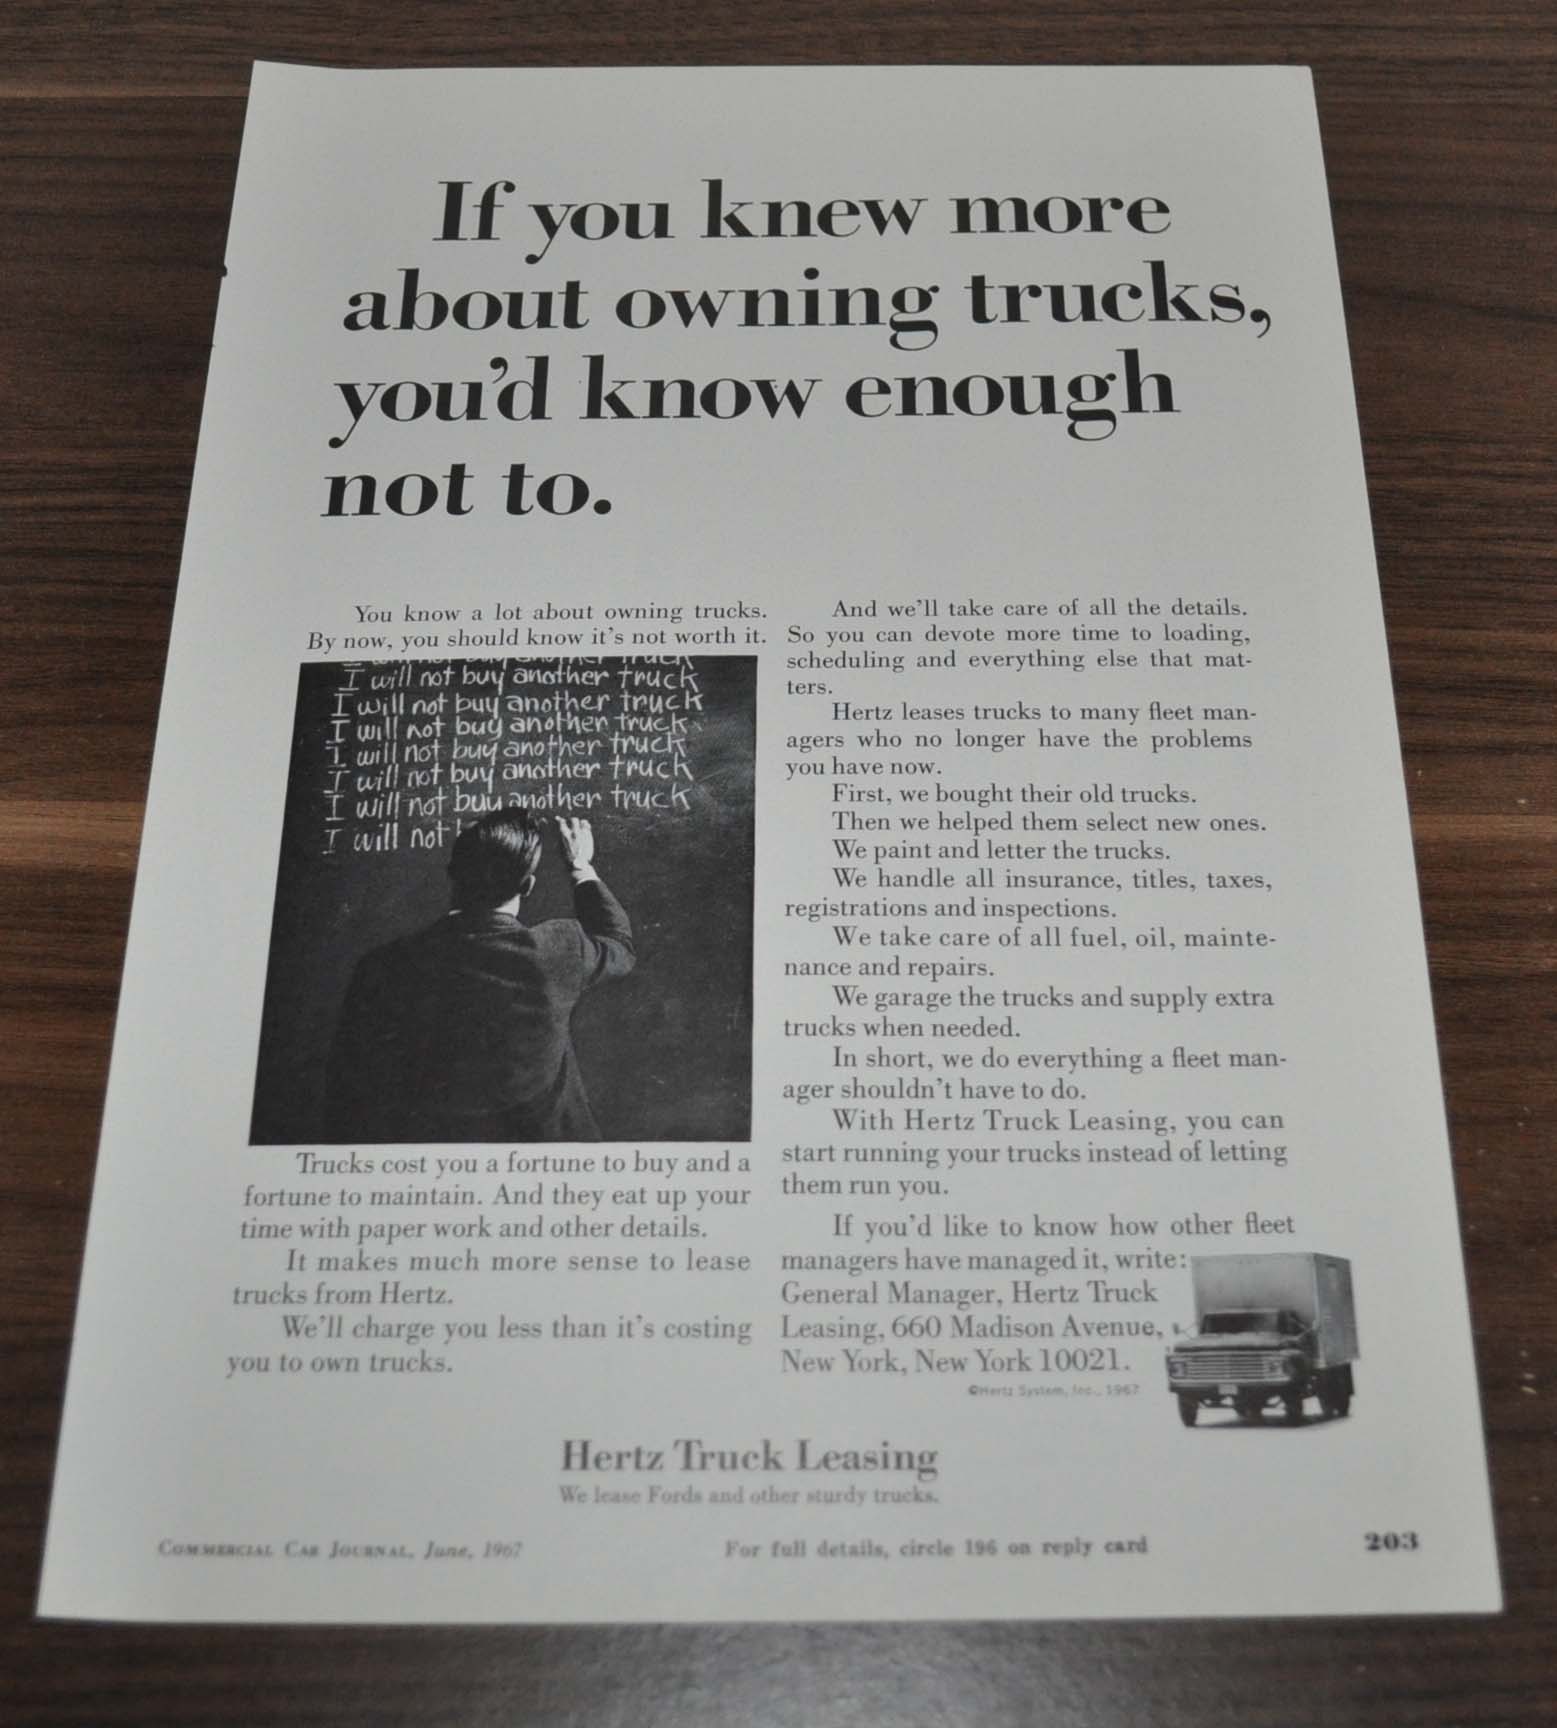 If you knew more
about owning trucks,
you'd know enough
not to.
You know a lot about owning trucks.
By now, you should know it's not worth it.
I will not buy another truck
I will not buy another truck
I will not buy another truck
I will not buy another truck
I will not buy another truck
I will not buy another truck
I will not buy another truck
I will not
Trucks cost you a fortune to buy and a
fortune to maintain. And they eat up your
time with paper work and other details.
It makes much more sense to lease
trucks from Hertz.
We'll charge you less than it's costing
you to own trucks.
And we'll take care of all the details.
So you can devote more time to loading,
scheduling and everything else that mat-
ters.
Hertz leases trucks to many fleet man-
agers who no longer have the problems
you have now.
First, we bought their old trucks.
Then we helped them select new ones.
We paint and letter the trucks.
We handle all insurance, titles, taxes,
registrations and inspections.
We take care of all fuel, oil, mainte-
nance and repairs.
We garage the trucks and supply extra
trucks when needed.
In short, we do everything a fleet man-
ager shouldn't have to do.
With Hertz Truck Leasing, you can
start running your trucks instead of letting
them run you.
If you'd like to know how other fleet
managers have managed it, write:
General Manager, Hertz Truck
Leasing, 660 Madison Avenue,
New York, New York 10021.
©Hertz System, Inc., 1967
Hertz Truck Leasing
We lease Fords and other sturdy trucks.
COMMERCIAL CAR JOURNAL, June, 1967
For full details, circle 196 on reply card
203